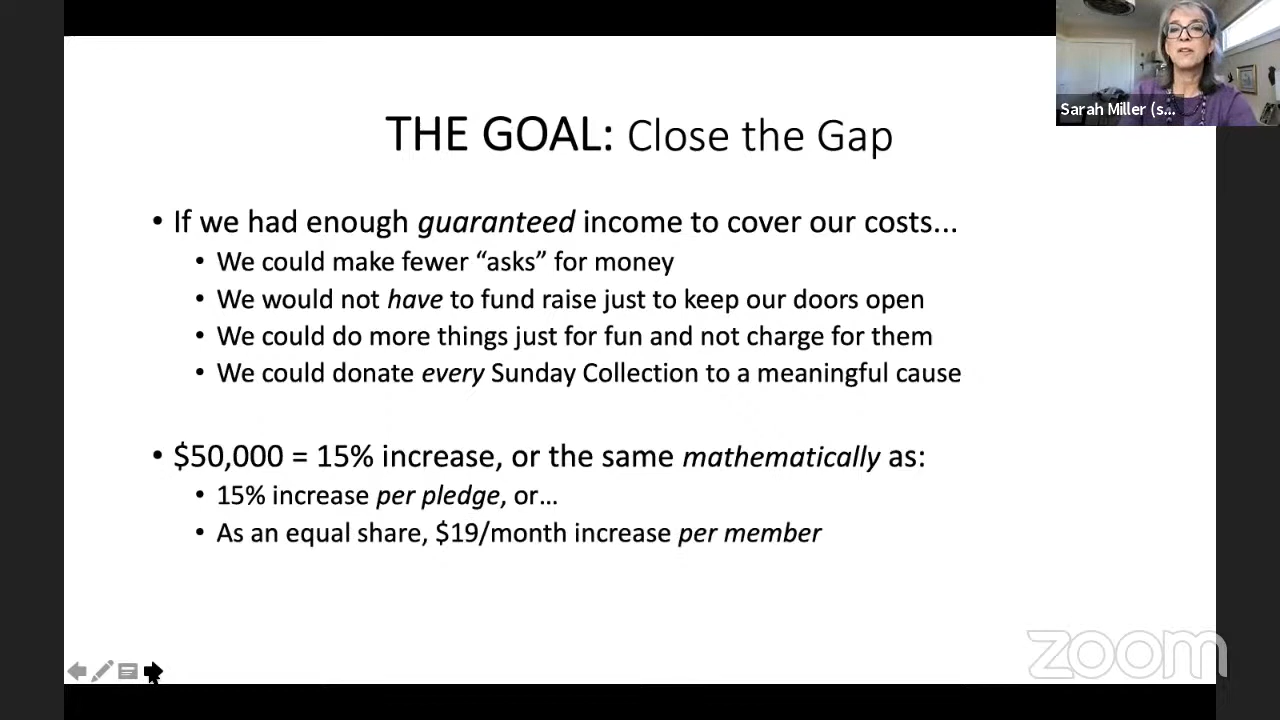 Sarah Miller (s...
THE GOAL: Close the Gap
• If we had enough guaranteed income to cover our costs...
• We could make fewer “asks” for money
• We would not have to fund raise just to keep our doors open
• We could do more things just for fun and not charge for them
• We could donate every Sunday Collection to a meaningful cause
• $50,000 = 15% increase, or the same mathematically as:
• 15% increase per pledge, or...
• As an equal share, $19/month increase per member
zoom